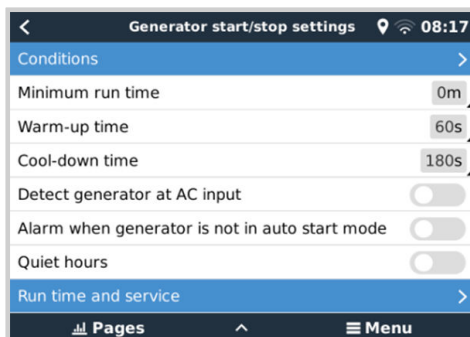 Generator start/stop settings 08:17
Conditions
Minimum run time 0m
Warm-up time 60s
Cool-down time 180s
Detect generator at AC input
Alarm when generator is not in auto start mode
Quiet hours
Run time and service
Pages Menu